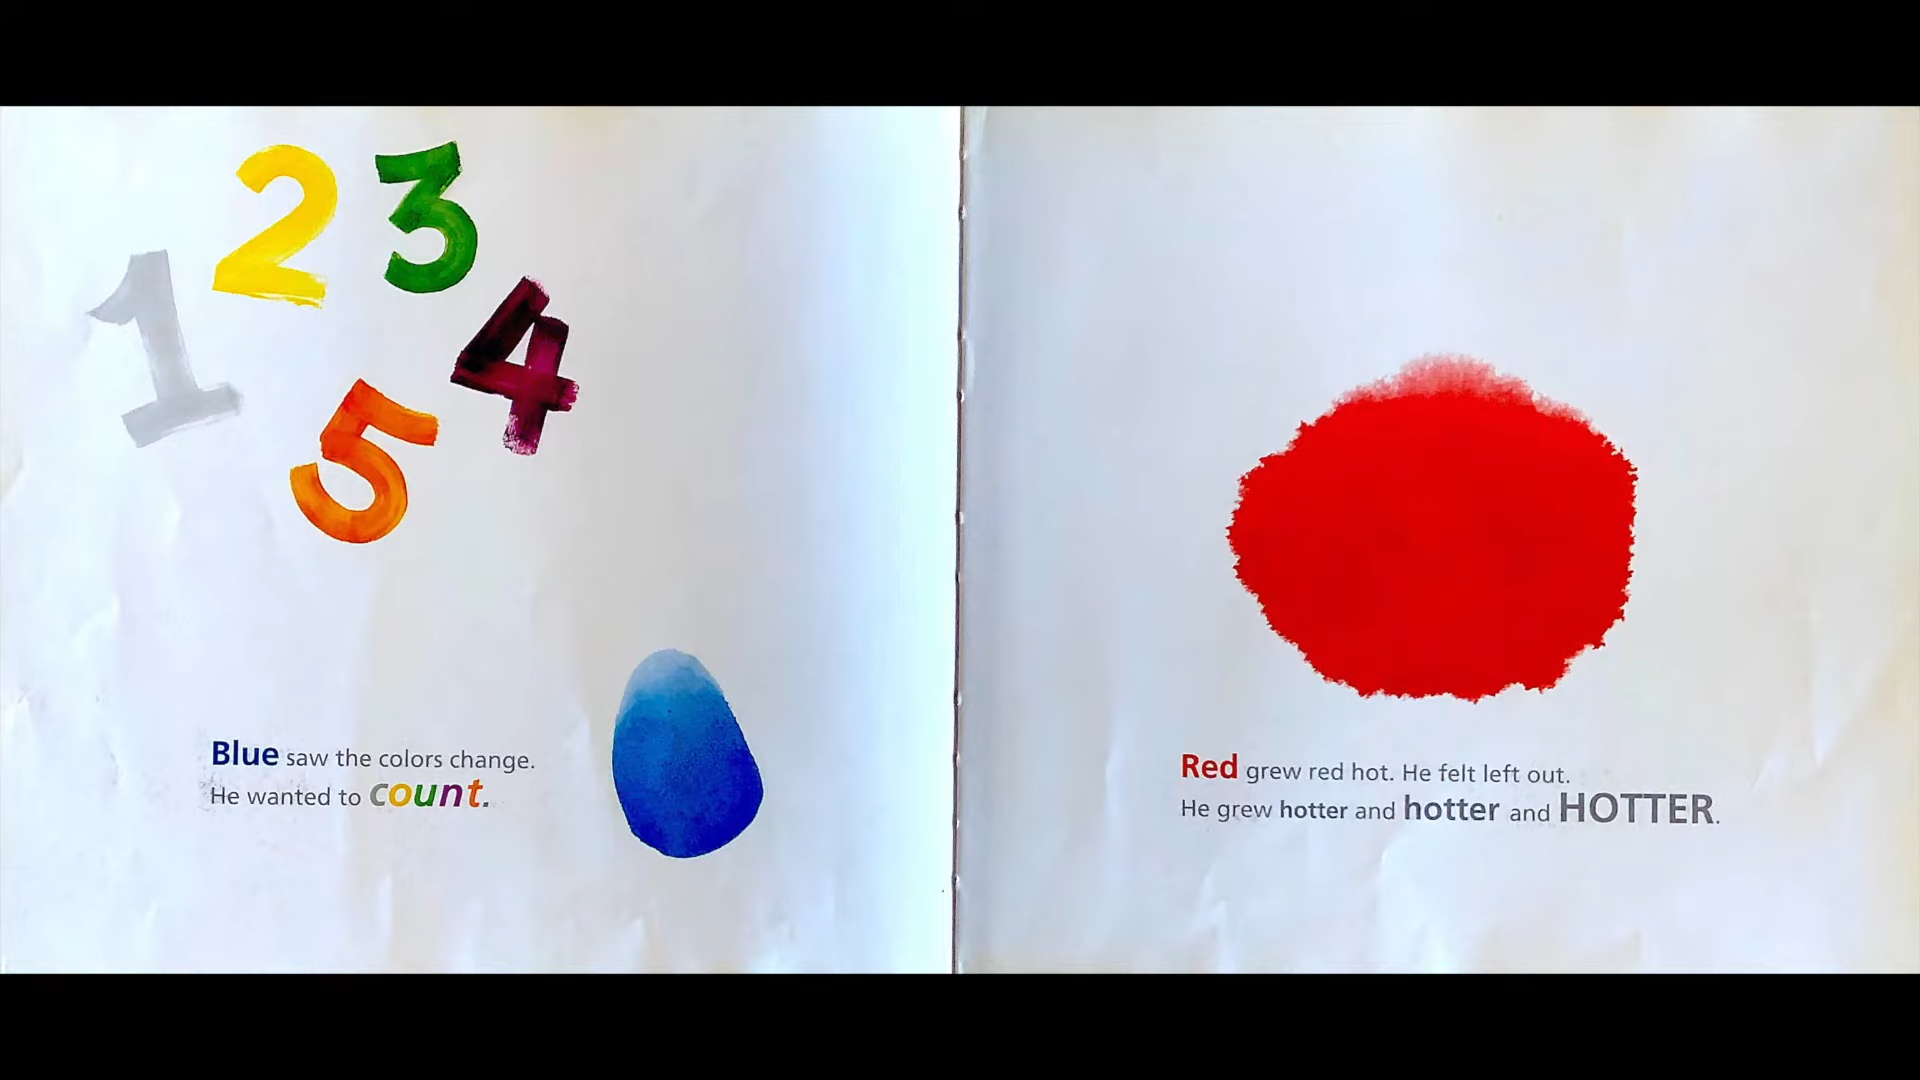 1 2 3 4 5
Blue saw the colors change.
He wanted to count.
Red grew red hot. He felt left out.
He grew hotter and hotter and HOTTER.